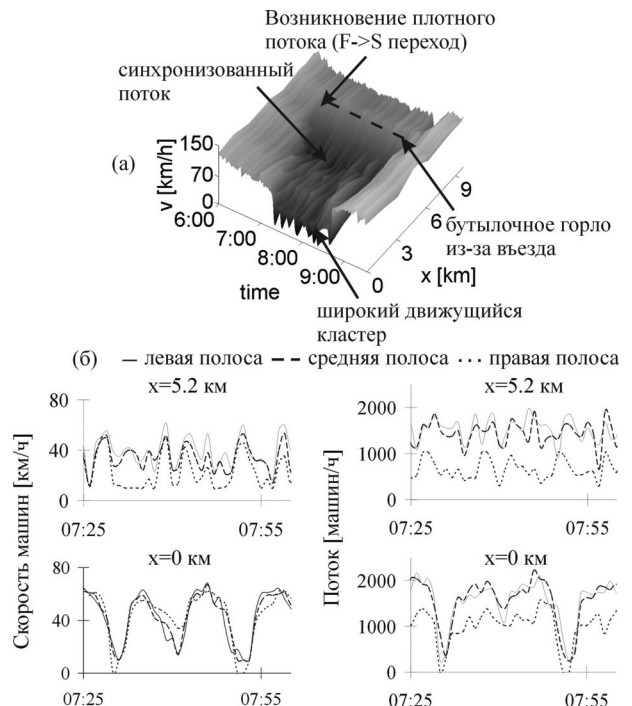 Возникновение плотного
потока (F->S переход)
синхронизованный
поток
(а)
v [km/h]
150
70
0
6:00
7:00
8:00
9:00
time
0
3
6
9
x [km]
бутылочное горло
из-за въезда
широкий движущийся
кластер
(б) — левая полоса - - - средняя полоса ··· правая полоса
x=5.2 км
x=5.2 км
Скорость машин [км/ч]
80
40
0
07:25
07:55
Поток [машин/ч]
2000
1000
0
07:25
07:55
x=0 км
x=0 км
80
40
0
07:25
07:55
2000
1000
0
07:25
07:55